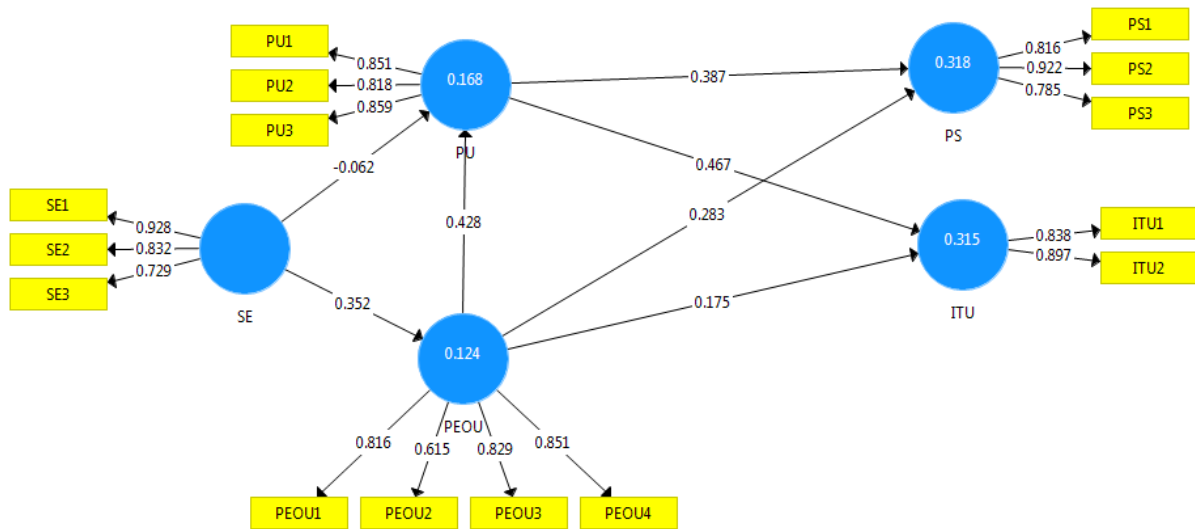 PU1
PU2
PU3
0.851
0.818
0.859
0.168
PU
0.387
0.318
PS
0.816
0.922
0.785
PS1
PS2
PS3
-0.062
0.428
0.467
0.283
SE1
SE2
SE3
0.928
0.832
0.729
SE
0.352
0.315
ITU
0.838
0.897
ITU1
ITU2
0.175
0.124
PEOU
0.816
0.615
0.829
0.851
PEOU1
PEOU2
PEOU3
PEOU4